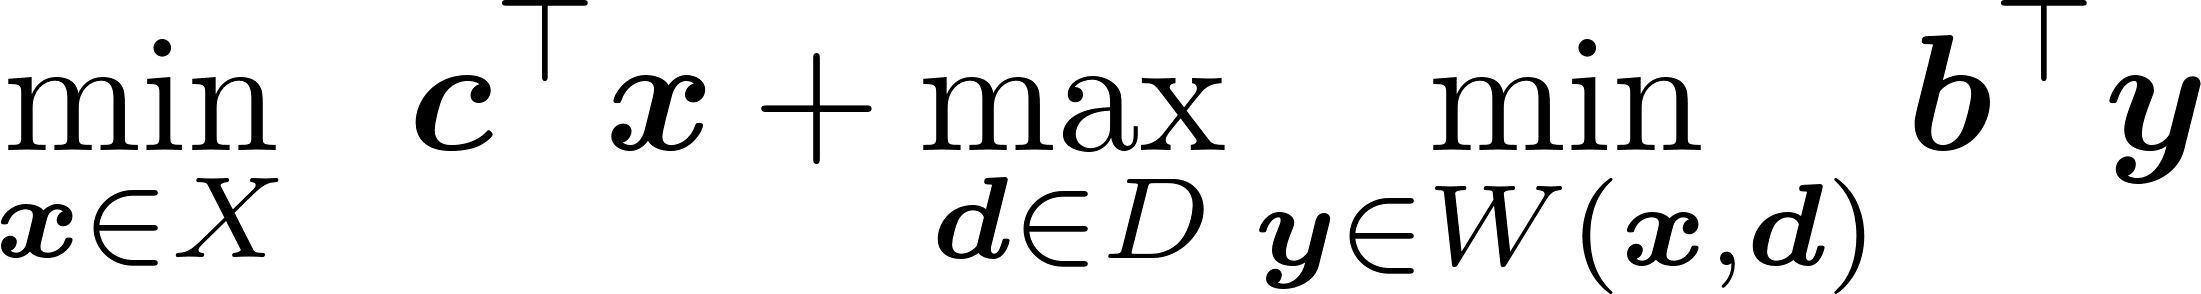 min c⊤x + max min b⊤y
x∈X d∈D y∈W(x,d)